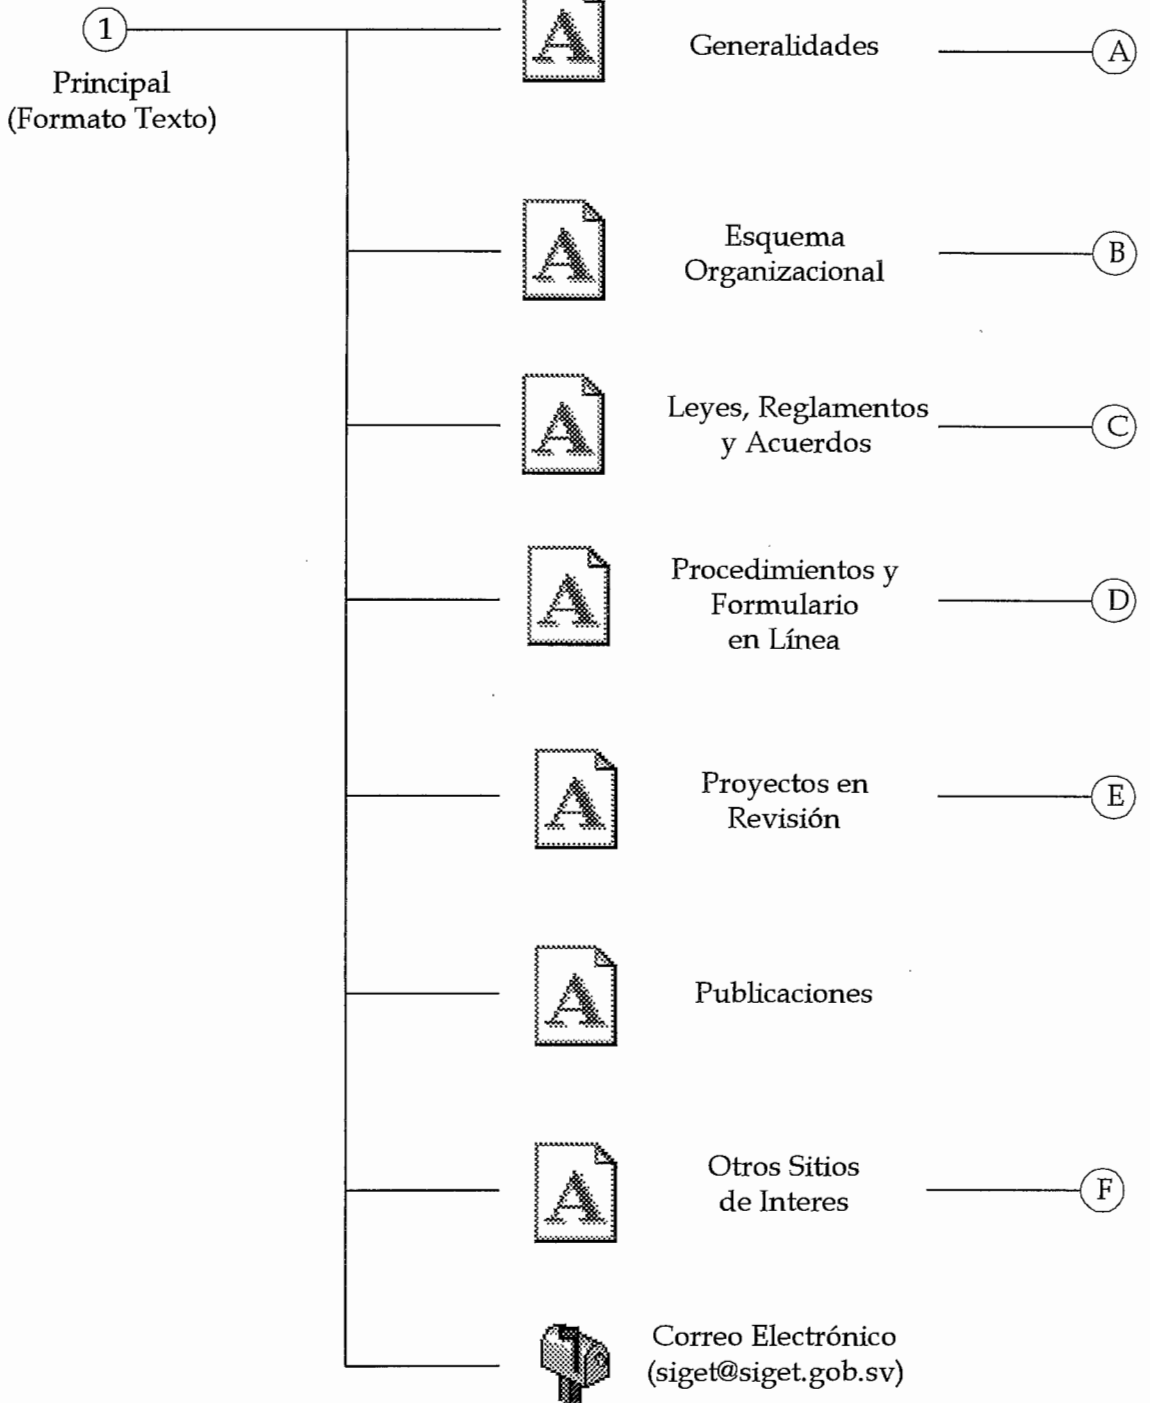 1
Principal
(Formato Texto)
A
Generalidades
A
A
Esquema
Organizacional
B
A
Leyes, Reglamentos
y Acuerdos
C
A
Procedimientos y
Formulario
en Línea
D
A
Proyectos en
Revisión
E
A
Publicaciones
A
Otros Sitios
de Interes
F
Correo Electrónico
(siget@siget.gob.sv)